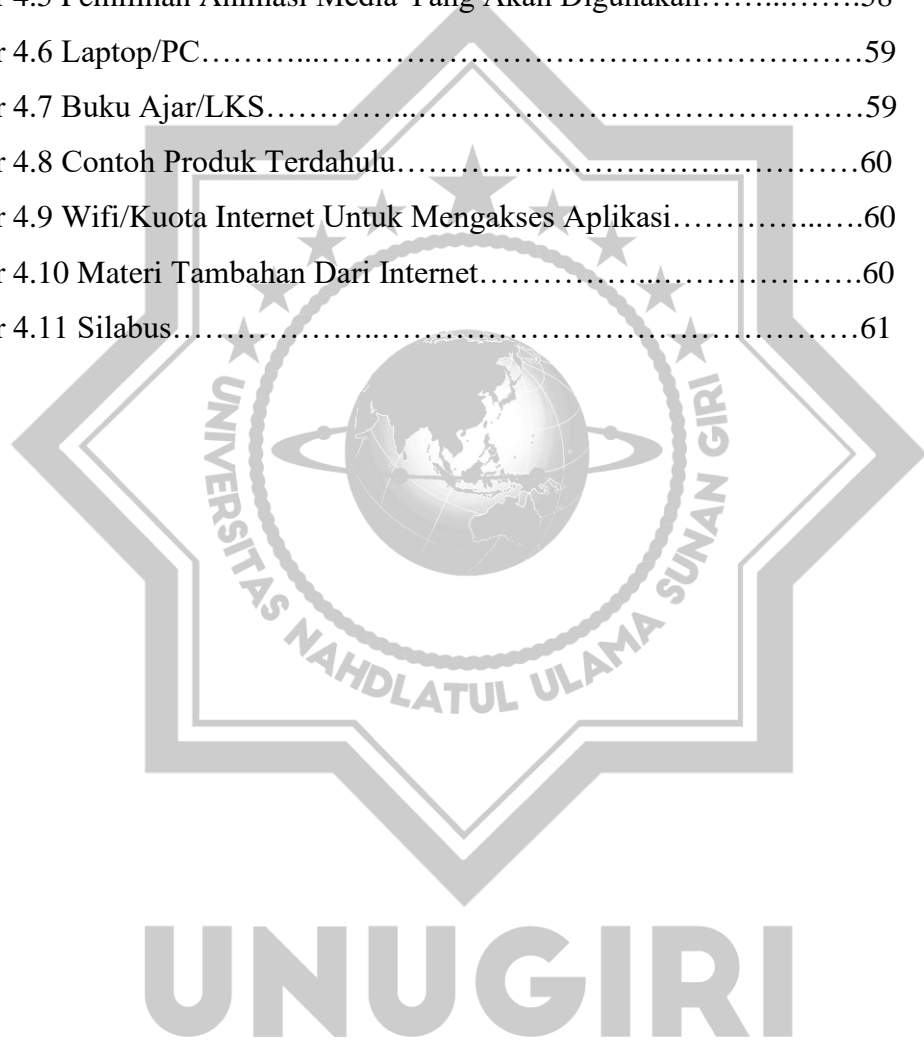 r 4.5 Pemilihan Animasi Media Yang Akan Digunakan……...…….58
r 4.6 Laptop/PC………...……………………………………………59
r 4.7 Buku Ajar/LKS…………...……………………………………59
r 4.8 Contoh Produk Terdahulu……………..………………………60
r 4.9 Wifi/Kuota Internet Untuk Mengakses Aplikasi…………...….60
r 4.10 Materi Tambahan Dari Internet……………..……………….60
r 4.11 Silabus………………..………………………………………61
UNIVERSITAS NAHDLATUL ULAMA SUNAN GIRI
UNUGIRI